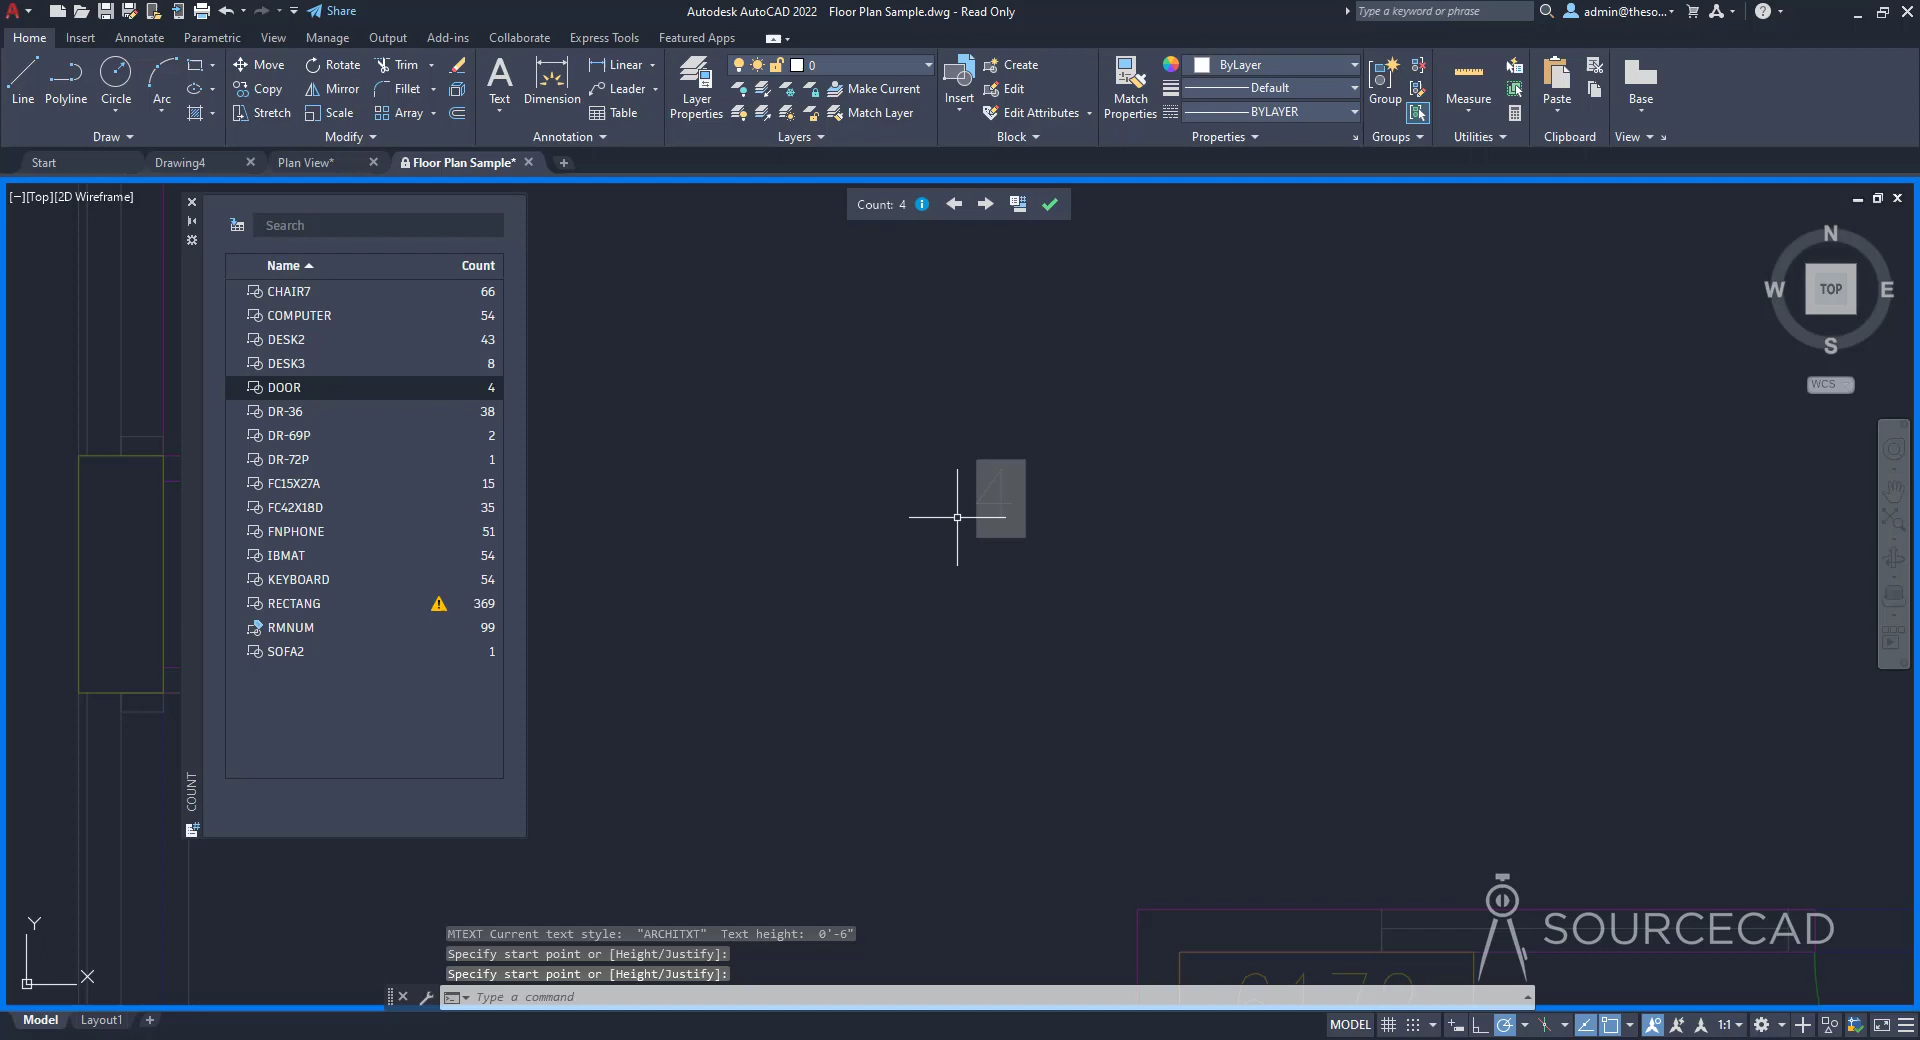 Share
Autodesk AutoCAD 2022 Floor Plan Sample.dwg - Read Only
Type a keyword or phrase
admin@theso...
Home Insert Annotate Parametric View Manage Output Add-ins Collaborate Express Tools Featured Apps
Line Polyline Circle Arc
Move Rotate Trim
Copy Mirror Fillet
Stretch Scale Array
Text Dimension
Linear
Leader
Table
Layer Properties
0
Make Current
Match Layer
Insert
Create
Edit
Edit Attributes
Match Properties
ByLayer
Default
BYLAYER
Group
Measure
Paste
Base
Draw Modify Annotation Layers Block Properties Groups Utilities Clipboard View
Start Drawing4 Plan View* Floor Plan Sample*
[−][Top][2D Wireframe]
Count: 4
Search
Name Count
CHAIR7 66
COMPUTER 54
DESK2 43
DESK3 8
DOOR 4
DR-36 38
DR-69P 2
DR-72P 1
FC15X27A 15
FC42X18D 35
FNPHONE 51
IBMAT 54
KEYBOARD 54
RECTANG 369
RMNUM 99
SOFA2 1
COUNT
4
N
W TOP E
S
WCS
Y
X
SOURCECAD
MTEXT Current text style: "ARCHITXT" Text height: 0'-6"
Specify start point or [Height/Justify]:
Specify start point or [Height/Justify]:
Type a command
Model Layout1
MODEL
1:1